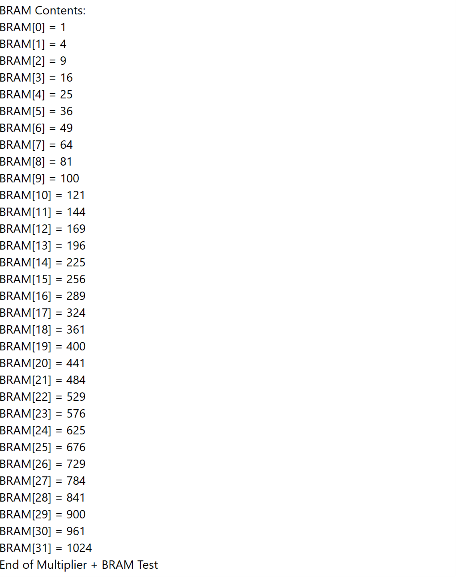 BRAM Contents:
BRAM[0] = 1
BRAM[1] = 4
BRAM[2] = 9
BRAM[3] = 16
BRAM[4] = 25
BRAM[5] = 36
BRAM[6] = 49
BRAM[7] = 64
BRAM[8] = 81
BRAM[9] = 100
BRAM[10] = 121
BRAM[11] = 144
BRAM[12] = 169
BRAM[13] = 196
BRAM[14] = 225
BRAM[15] = 256
BRAM[16] = 289
BRAM[17] = 324
BRAM[18] = 361
BRAM[19] = 400
BRAM[20] = 441
BRAM[21] = 484
BRAM[22] = 529
BRAM[23] = 576
BRAM[24] = 625
BRAM[25] = 676
BRAM[26] = 729
BRAM[27] = 784
BRAM[28] = 841
BRAM[29] = 900
BRAM[30] = 961
BRAM[31] = 1024
End of Multiplier + BRAM Test